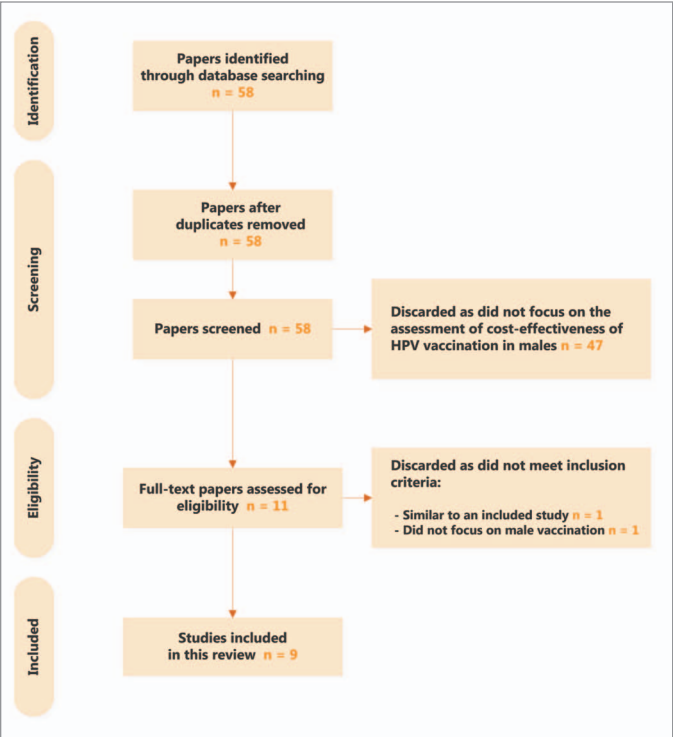 Identification
Papers identified
through database searching
n = 58
Screening
Papers after
duplicates removed
n = 58
Papers screened n = 58
Discarded as did not focus on the
assessment of cost-effectiveness of
HPV vaccination in males n = 47
Eligibility
Full-text papers assessed for
eligibility n = 11
Discarded as did not meet inclusion
criteria:
- Similar to an included study n = 1
- Did not focus on male vaccination n = 1
Included
Studies included
in this review n = 9